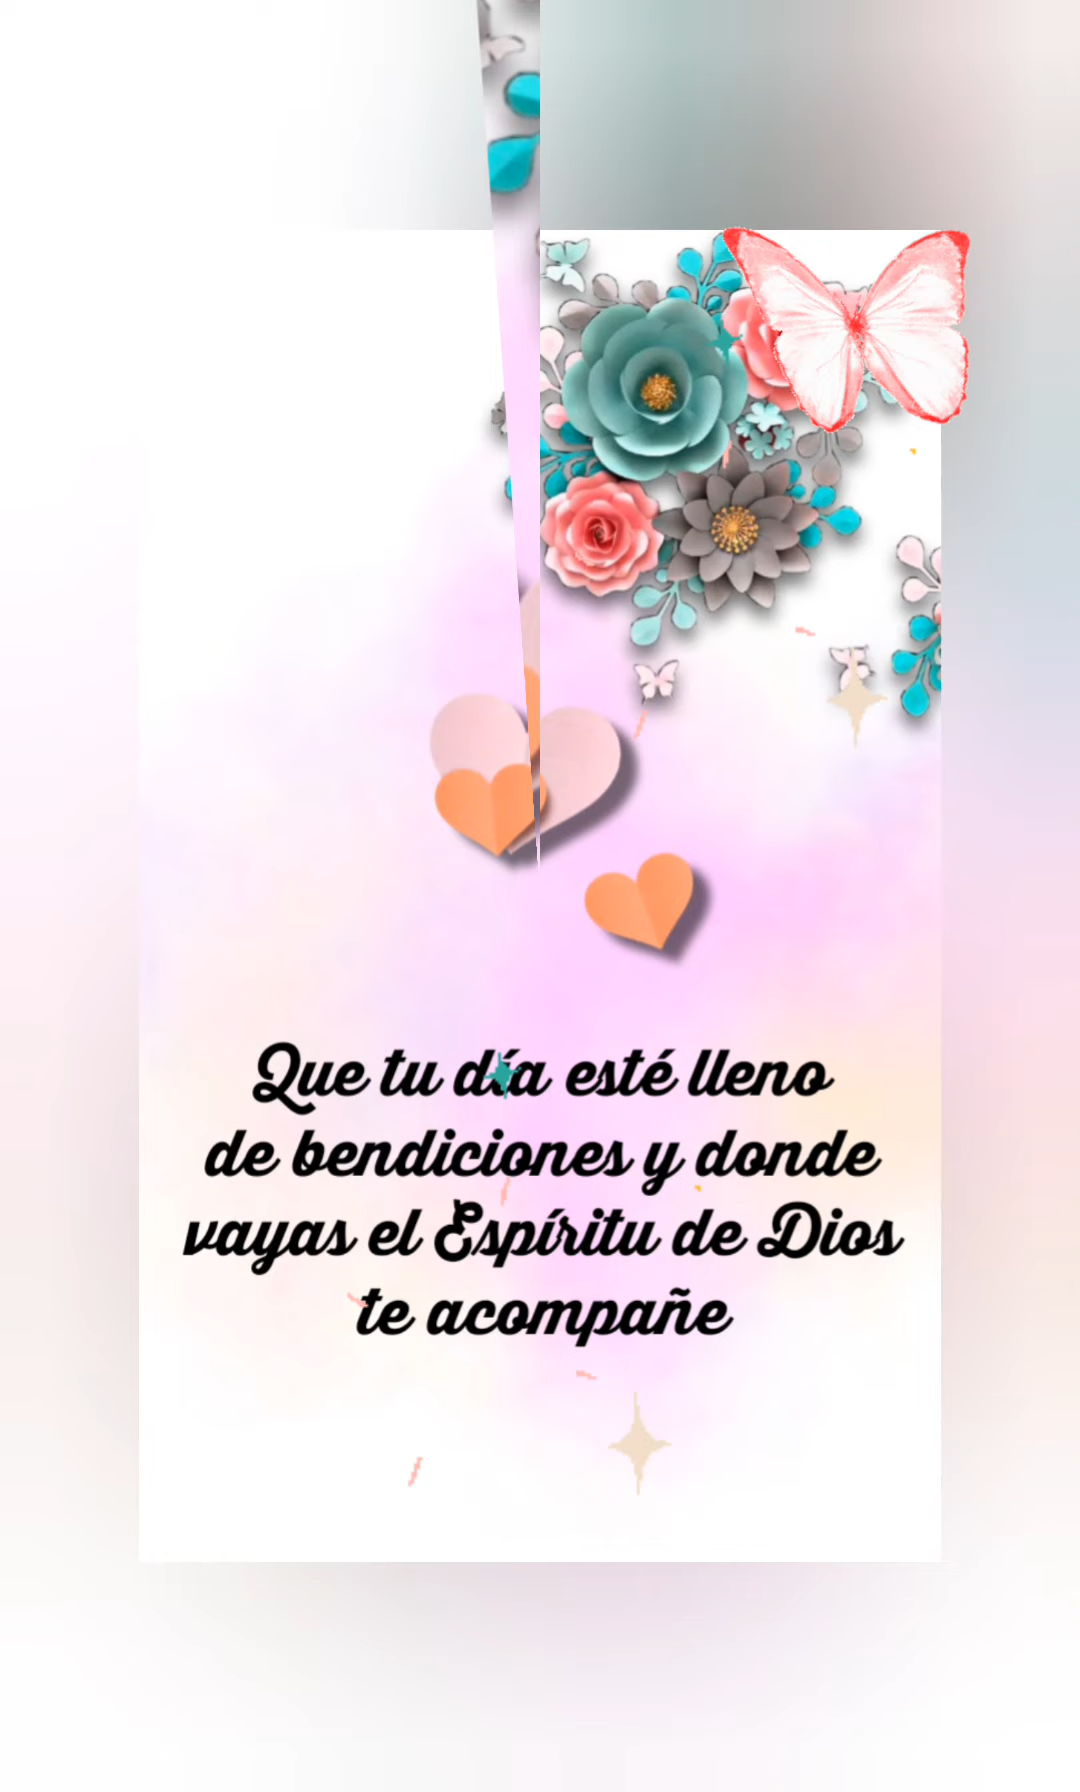 Que tu día esté lleno
de bendiciones y donde
vayas el Espíritu de Dios
te acompañe